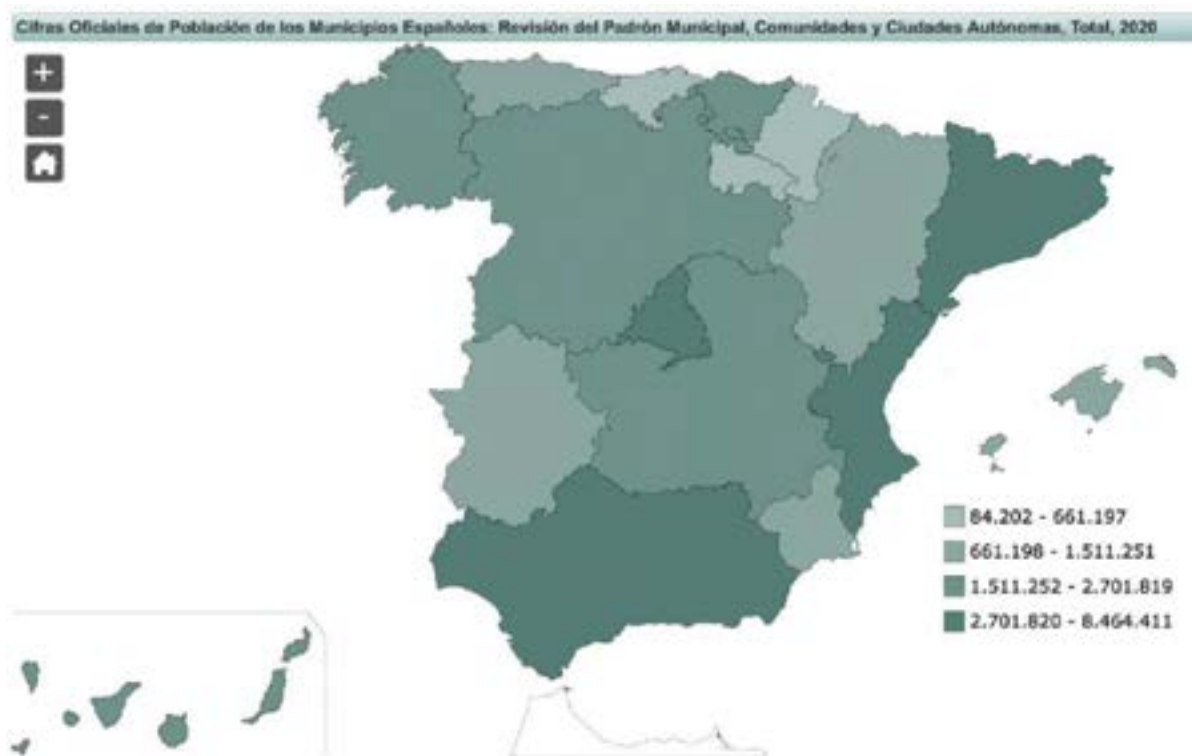 Cifras Oficiales de Población de los Municipios Españoles: Revisión del Padrón Municipal, Comunidades y Ciudades Autónomas, Total, 2020
+
-
84.202 - 661.197
661.198 - 1.511.251
1.511.252 - 2.701.819
2.701.820 - 8.464.411